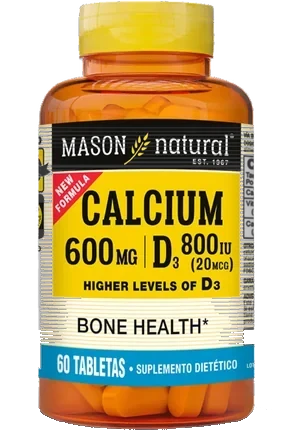 MASON natural
EST. 1967
NEW
FORMULA
CALCIUM
600MG | D3 800IU
(20MCG)
HIGHER LEVELS OF D3
BONE HEALTH*
60 TABLETAS • SUPLEMENTO DIETÉTICO